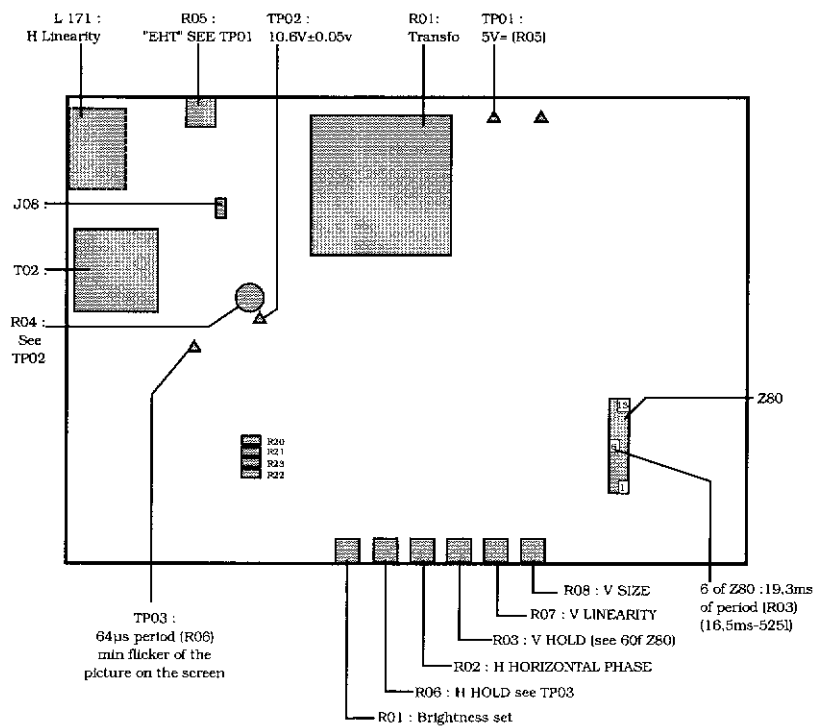 L 171 :
H Linearity
R05 :
"EHT" SEE TP01
TP02 :
10.6V±0.05v
R01 :
Transfo
TP01 :
5V= (R05)
J08 :
T02 :
R04 :
See
TP02
R20
R21
R23
R22
13
6
1
Z80
TP03 :
64µs period (R06)
min flicker of the
picture on the screen
R08 : V SIZE
R07 : V LINEARITY
R03 : V HOLD (see 60f Z80)
R02 : H HORIZONTAL PHASE
R06 : H HOLD see TP03
R01 : Brightness set
6 of Z80 :19,3ms
of period (R03)
(16,5ms-525l)